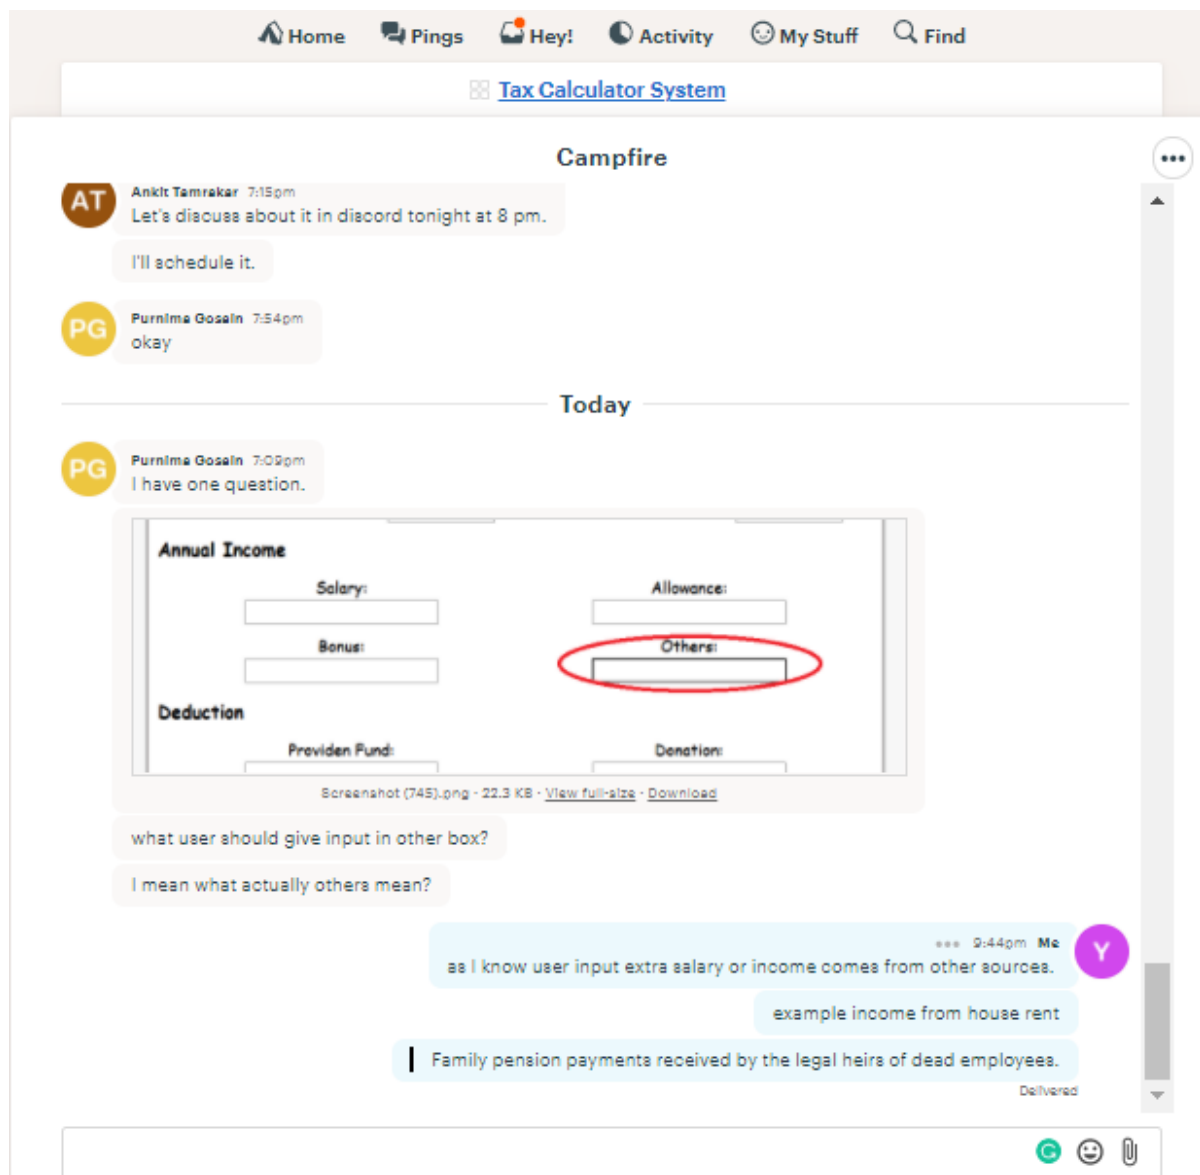 Home Pings Hey! Activity My Stuff Find
Tax Calculator System
Campfire
AT
Ankit Tamrakar 7:15pm
Let's discuss about it in discord tonight at 8 pm.
I'll schedule it.
PG
Purnima Gosain 7:54pm
okay
Today
PG
Purnima Gosain 7:09pm
I have one question.
Annual Income
Salary: Allowance:
Bonus: Others:
Deduction
Providen Fund: Donation:
Screenshot (745).png · 22.3 KB · View full-size · Download
what user should give input in other box?
I mean what actually others mean?
9:44pm Me
Y
as I know user input extra salary or income comes from other sources.
example income from house rent
Family pension payments received by the legal heirs of dead employees.
Delivered